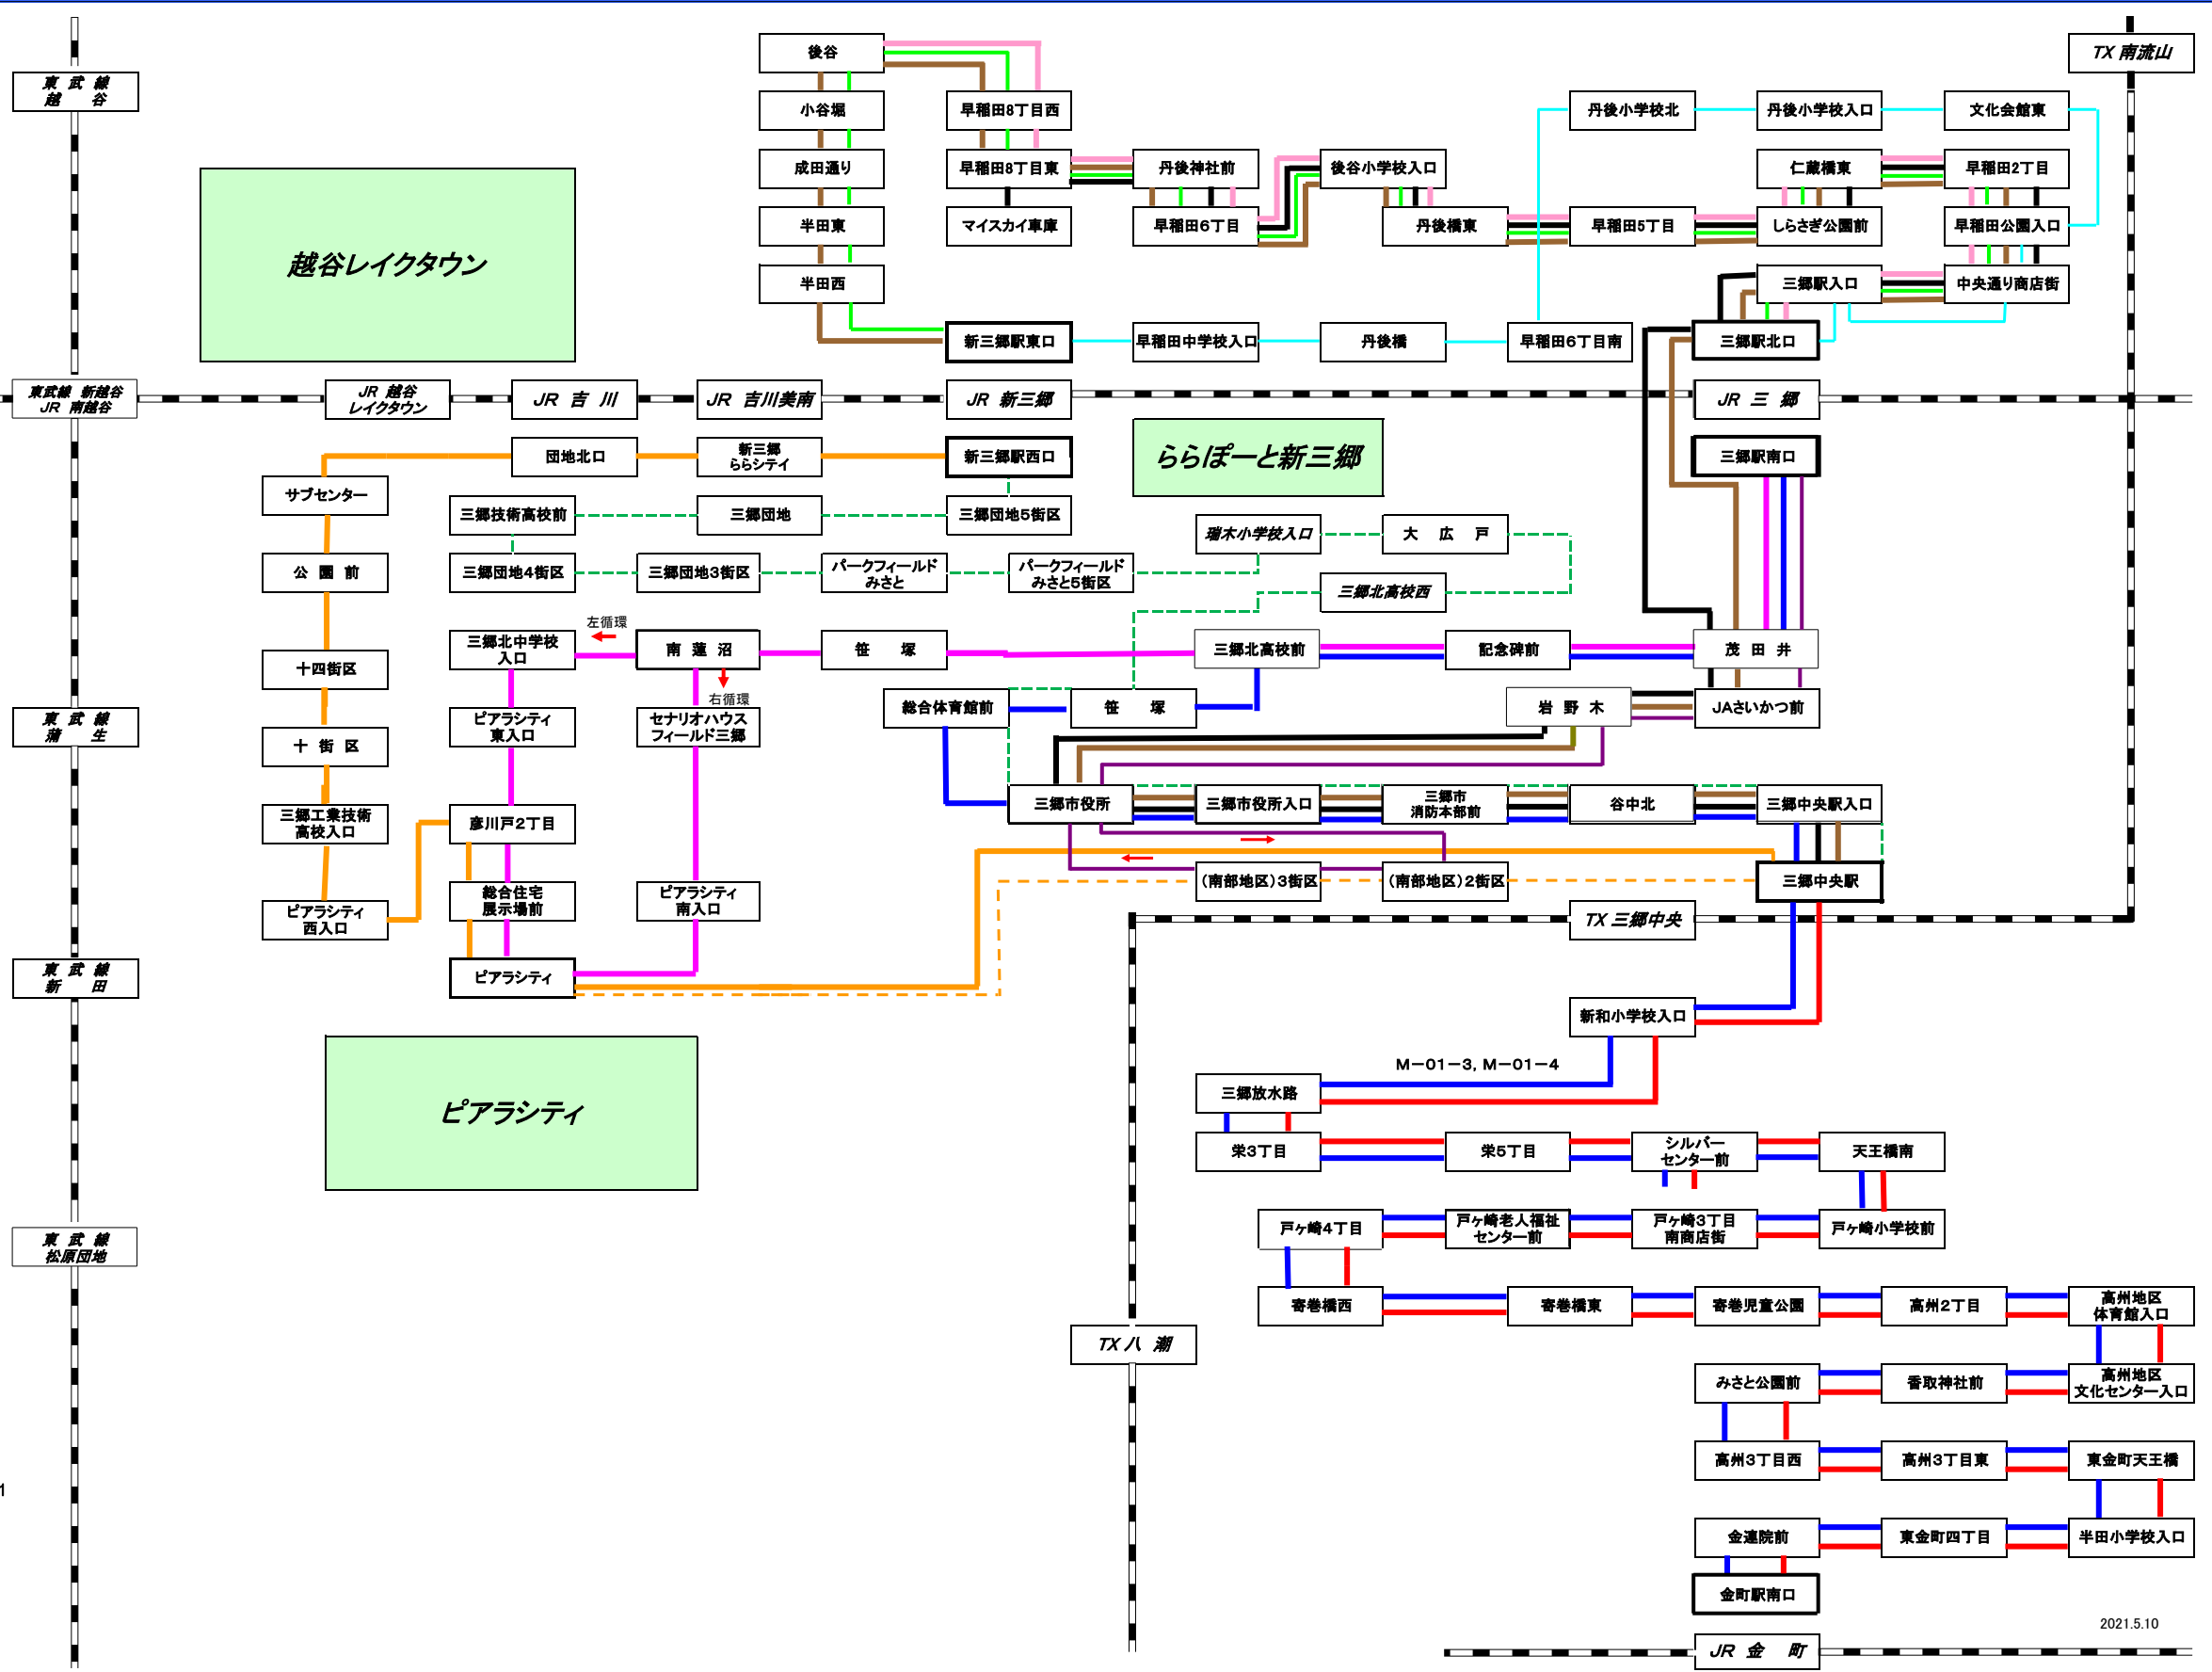 後谷
TX 南流山
東 武 線
越 谷
小谷堀
早稲田8丁目西
丹後小学校北
丹後小学校入口
文化会館東
成田通り
早稲田8丁目東
丹後神社前
後谷小学校入口
仁蔵橋東
早稲田2丁目
半田東
マイスカイ車庫
早稲田6丁目
丹後橋東
早稲田5丁目
しらさぎ公園前
早稲田公園入口
越谷レイクタウン
半田西
三郷駅入口
中央通り商店街
新三郷駅東口
早稲田中学校入口
丹後橋
早稲田6丁目南
三郷駅北口
東武線 新越谷
JR 南越谷
JR 越谷
レイクタウン
JR 吉 川
JR 吉川美南
JR 新三郷
JR 三 郷
団地北口
新三郷
ららシテイ
新三郷駅西口
ららぽーと新三郷
三郷駅南口
サブセンター
三郷技術高校前
三郷団地
三郷団地5街区
瑞木小学校入口
大 広 戸
公 園 前
三郷団地4街区
三郷団地3街区
パークフィールド
みさと
パークフィールド
みさと5街区
三郷北高校西
左循環
十四街区
三郷北中学校
入口
南 蓮 沼
笹 塚
三郷北高校前
記念碑前
茂 田 井
右循環
東 武 線
蒲 生
ピアラシティ
東入口
セナリオハウス
フィールド三郷
総合体育館前
笹 塚
岩 野 木
JAさいかつ前
十 街 区
三郷工業技術
高校入口
彦川戸2丁目
三郷市役所
三郷市役所入口
三郷市
消防本部前
谷中北
三郷中央駅入口
総合住宅
展示場前
ピアラシティ
南入口
(南部地区)3街区
(南部地区)2街区
三郷中央駅
ピアラシティ
西入口
TX 三郷中央
東 武 線
新 田
ピアラシティ
新和小学校入口
M－01－3, M－01－4
三郷放水路
ピアラシティ
栄3丁目
栄5丁目
シルバー
センター前
天王橋南
東 武 線
松原団地
戸ヶ崎4丁目
戸ヶ崎老人福祉
センター前
戸ヶ崎3丁目
南商店街
戸ヶ崎小学校前
寄巻橋西
寄巻橋東
寄巻児童公園
高州2丁目
高州地区
体育館入口
TX 八 潮
みさと公園前
香取神社前
高州地区
文化センター入口
高州3丁目西
高州3丁目東
東金町天王橋
1
金連院前
東金町四丁目
半田小学校入口
金町駅南口
2021.5.10
JR 金 町